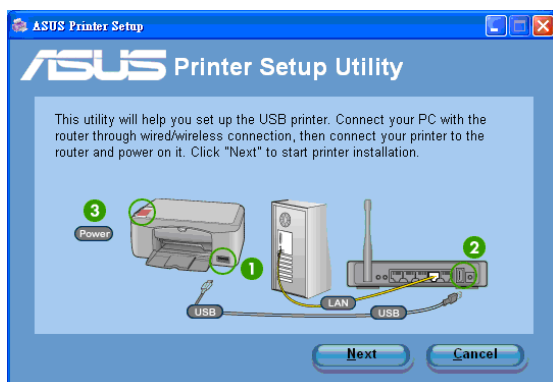 ASUS Printer Setup
ASUS Printer Setup Utility
This utility will help you set up the USB printer. Connect your PC with the
router through wired/wireless connection, then connect your printer to the
router and power on it. Click "Next" to start printer installation.
3
Power
1
2
LAN
USB
USB
Next
Cancel